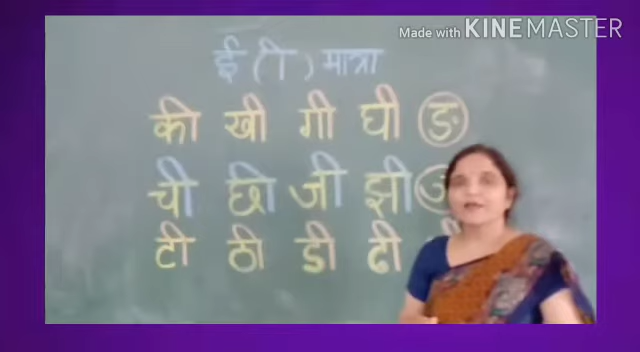 Made with KINEMASTER
ई (ी) मात्रा
की खी गी घी ङ
ची छी जी झी
टी ठी डी ढी